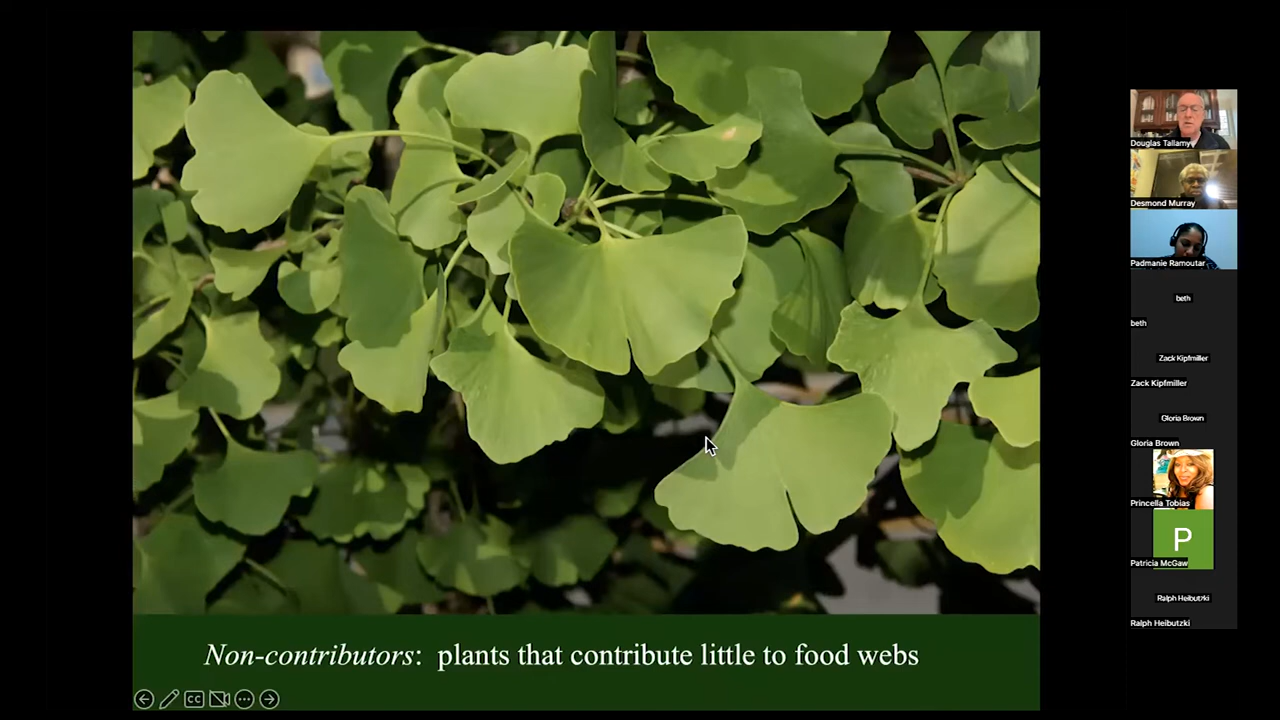 Non-contributors: plants that contribute little to food webs
CC
Douglas Tallamy
Desmond Murray
Padmanie Ramoutar
beth
beth
Zack Kipfmiller
Zack Kipfmiller
Gloria Brown
Gloria Brown
Princella Tobias
P
Patricia McGaw
Ralph Heibutzki
Ralph Heibutzki